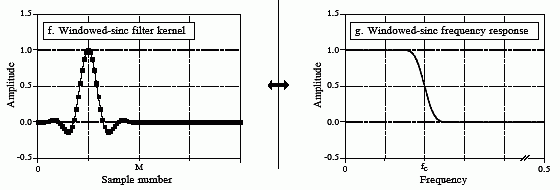 f. Windowed-sinc filter kernel
1.5
1.0
0.5
0.0
-0.5
Amplitude
0
M
Sample number
g. Windowed-sinc frequency response
1.5
1.0
0.5
0.0
-0.5
Amplitude
0
fc
0.5
Frequency